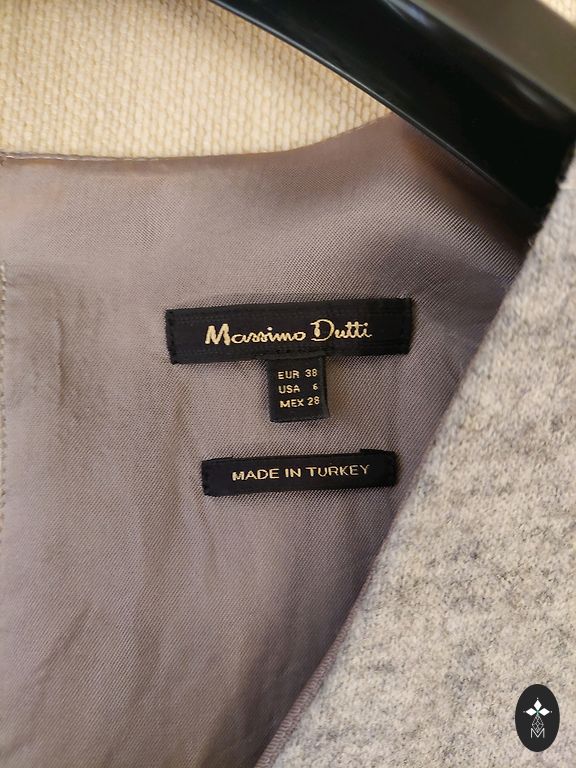 Massimo Dutti
EUR 38
USA 6
MEX 28
MADE IN TURKEY
M